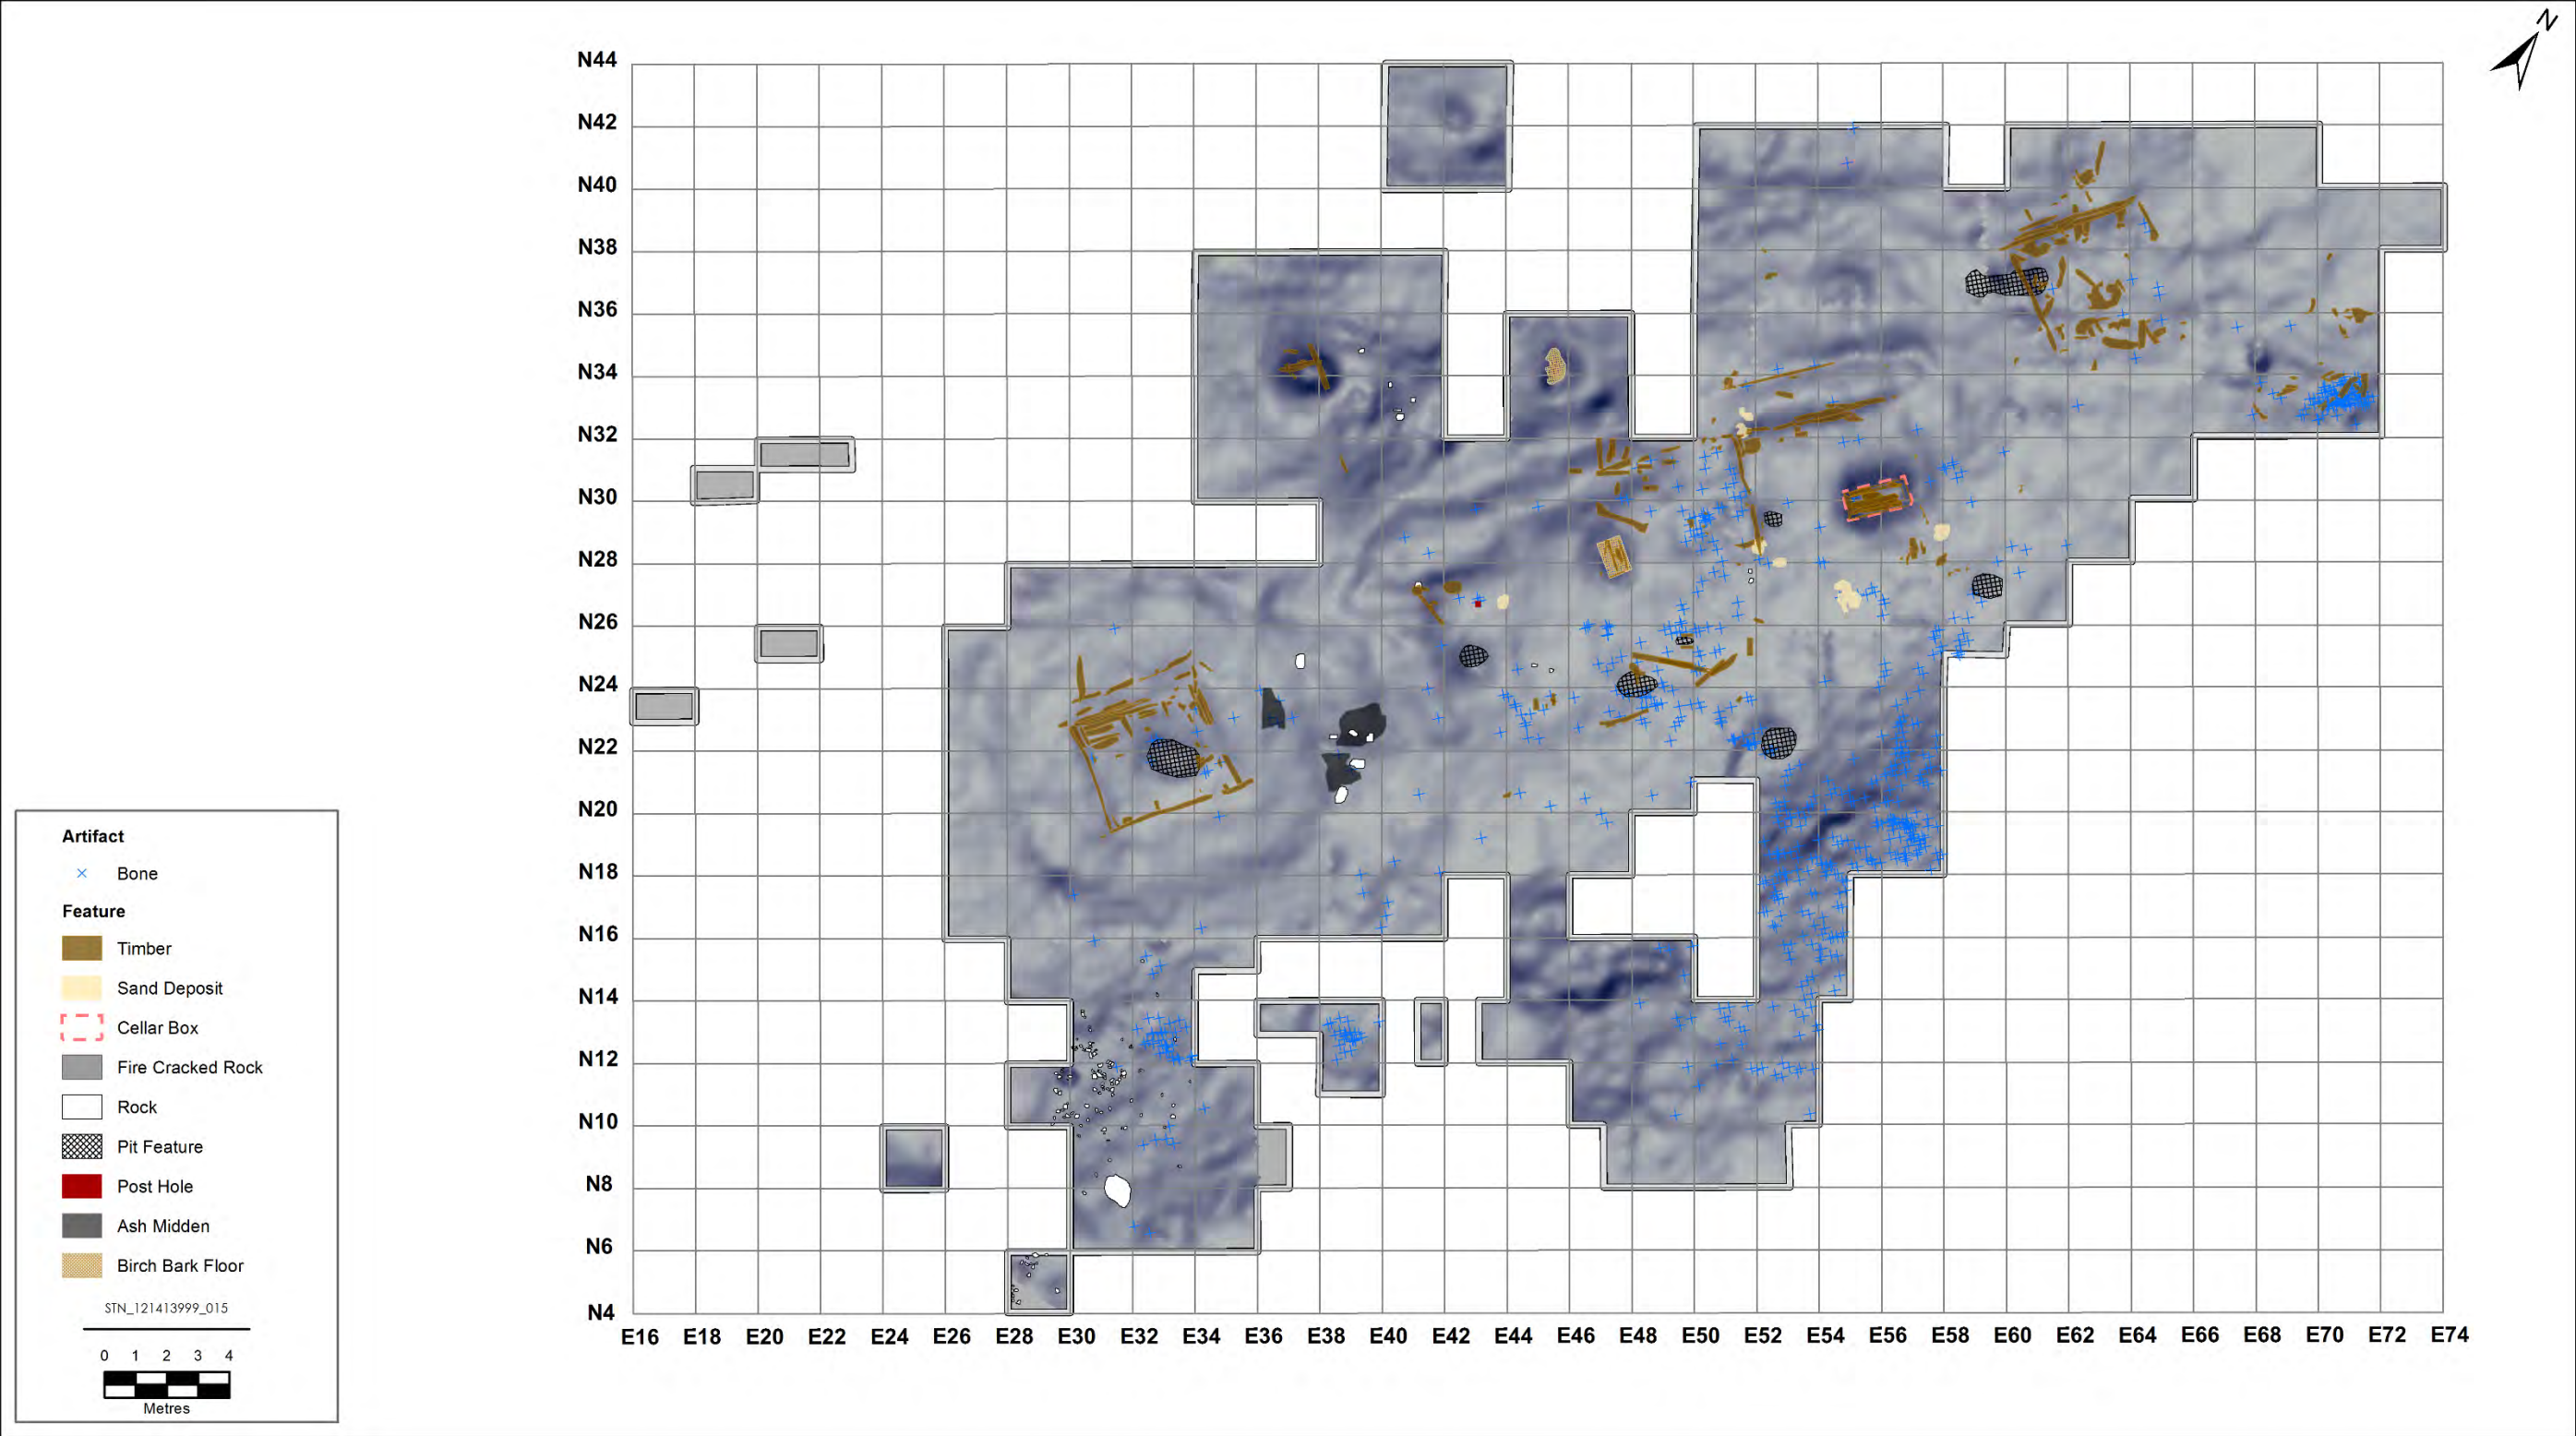 N
N44
N42
N40
N38
N36
N34
N32
N30
N28
N26
N24
N22
N20
N18
N16
N14
N12
N10
N8
N6
N4
E16 E18 E20 E22 E24 E26 E28 E30 E32 E34 E36 E38 E40 E42 E44 E46 E48 E50 E52 E54 E56 E58 E60 E62 E64 E66 E68 E70 E72 E74
Artifact
Bone
Feature
Timber
Sand Deposit
Cellar Box
Fire Cracked Rock
Rock
Pit Feature
Post Hole
Ash Midden
Birch Bark Floor
STN_121413999_015
0 1 2 3 4
Metres